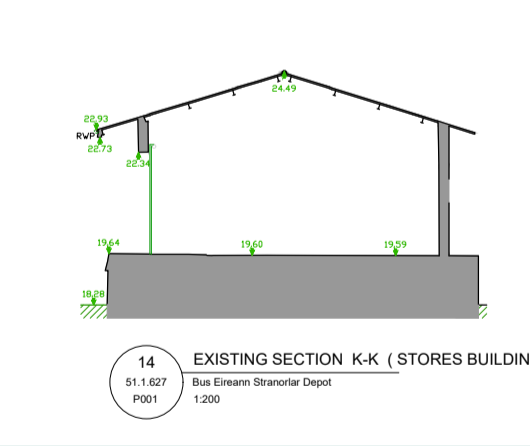 24.49
22.93
RWP
22.73
22.34
19.64
19.60
19.59
18.28
14
51.1.627
P001
EXISTING SECTION K-K ( STORES BUILDIN
Bus Eireann Stranorlar Depot
1:200